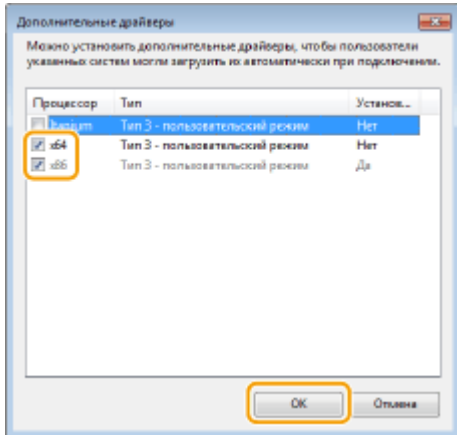 Дополнительные драйверы
Можно установить дополнительные драйверы, чтобы пользователи
указанных систем могли загрузить их автоматически при подключении.
Процессор Тип Установ...
Itanium Тип 3 - пользовательский режим Нет
x64 Тип 3 - пользовательский режим Нет
x86 Тип 3 - пользовательский режим Да
OK Отмена